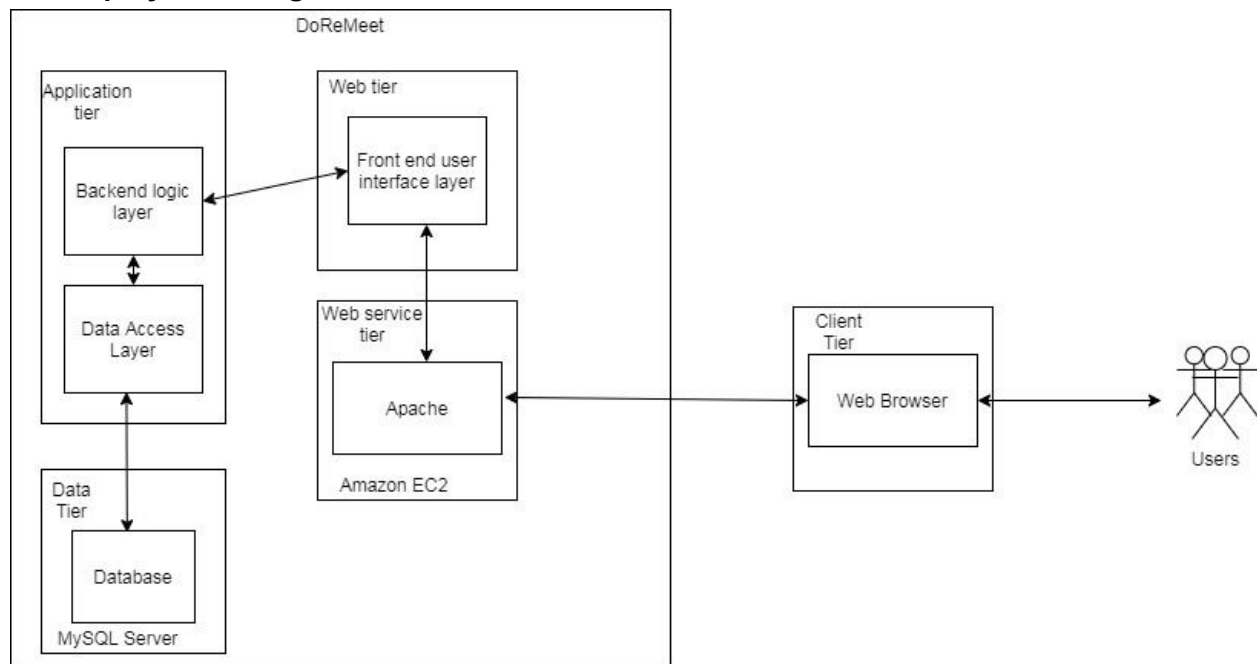 DoReMeet
Application
tier
Backend logic
layer
Data Access
Layer
Data
Tier
Database
MySQL Server
Web tier
Front end user
interface layer
Web service
tier
Apache
Amazon EC2
Client
Tier
Web Browser
Users